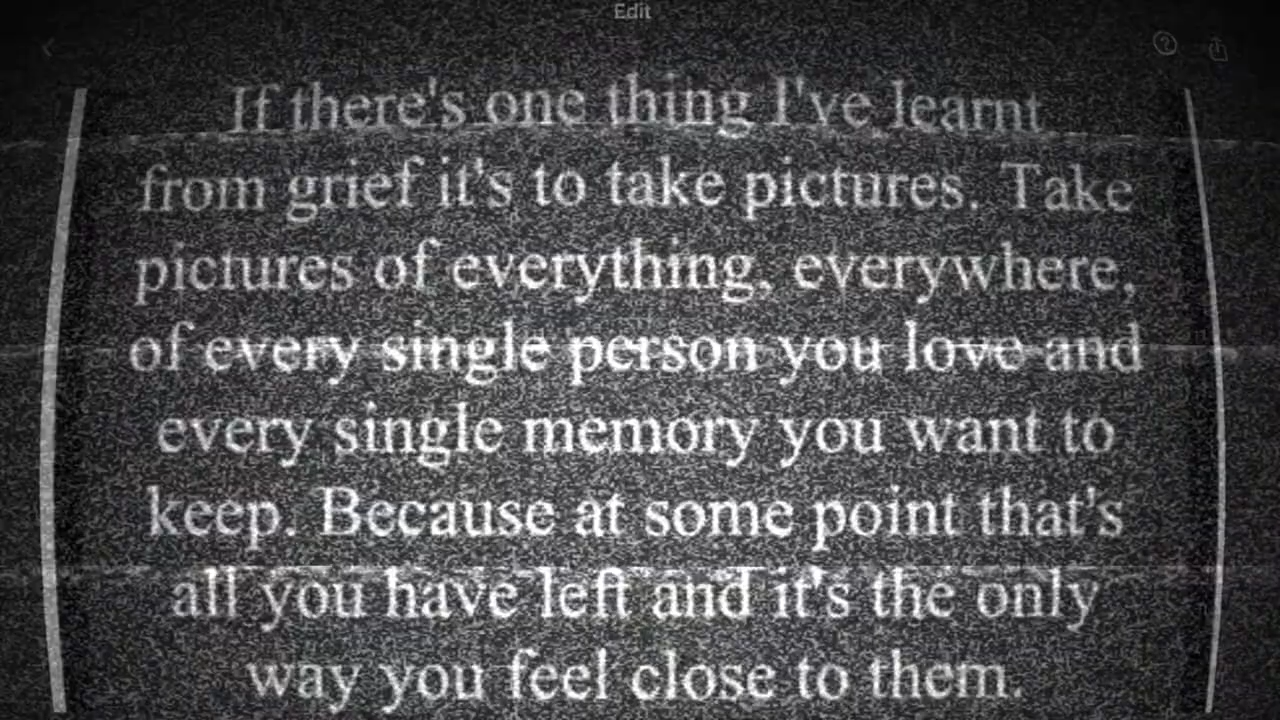 Edit
If there's one thing I've learnt
from grief it's to take pictures. Take
pictures of everything, everywhere,
of every single person you love and
every single memory you want to
keep. Because at some point that's
all you have left and it's the only
way you feel close to them.